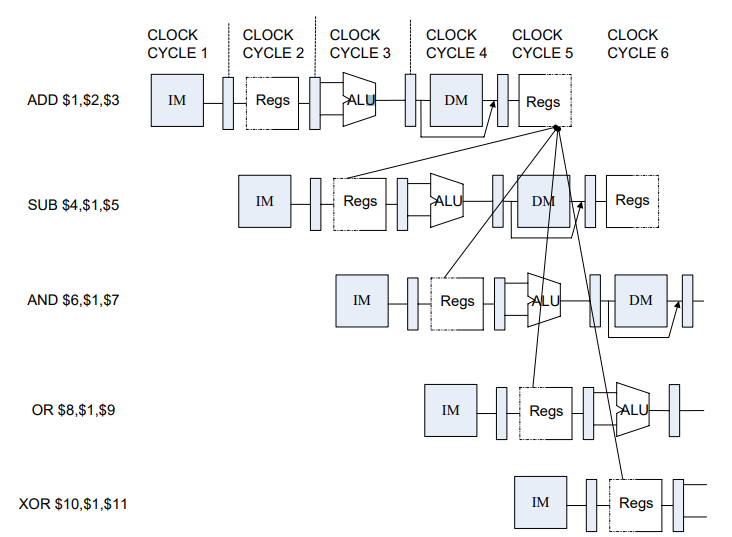 CLOCK CYCLE 1
CLOCK CYCLE 2
CLOCK CYCLE 3
CLOCK CYCLE 4
CLOCK CYCLE 5
CLOCK CYCLE 6
ADD $1,$2,$3
IM
Regs
ALU
DM
Regs
SUB $4,$1,$5
IM
Regs
ALU
DM
Regs
AND $6,$1,$7
IM
Regs
ALU
DM
OR $8,$1,$9
IM
Regs
ALU
XOR $10,$1,$11
IM
Regs